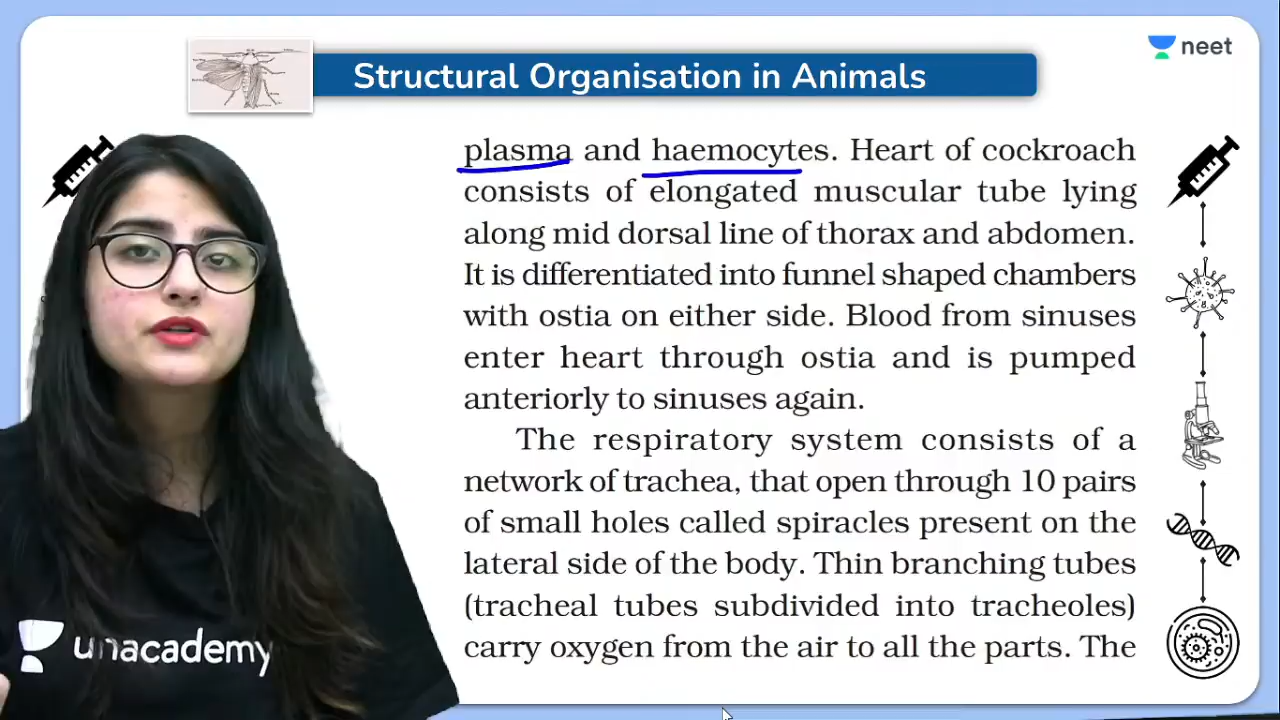 neet
Structural Organisation in Animals
plasma and haemocytes. Heart of cockroach
consists of elongated muscular tube lying
along mid dorsal line of thorax and abdomen.
It is differentiated into funnel shaped chambers
with ostia on either side. Blood from sinuses
enter heart through ostia and is pumped
anteriorly to sinuses again.
The respiratory system consists of a
network of trachea, that open through 10 pairs
of small holes called spiracles present on the
lateral side of the body. Thin branching tubes
(tracheal tubes subdivided into tracheoles)
carry oxygen from the air to all the parts. The
unacademy